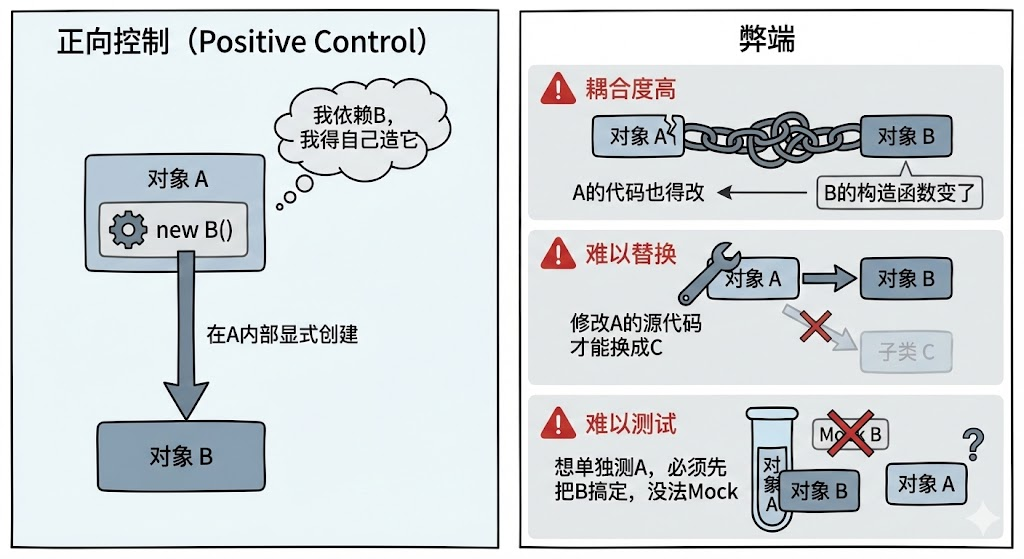 正向控制（Positive Control）
我依赖B，
我得自己造它
对象 A
new B()
在A内部显式创建
对象 B
弊端
耦合度高
对象 A
对象 B
A的代码也得改
B的构造函数变了
难以替换
对象 A
对象 B
修改A的源代码
才能换成C
子类 C
难以测试
想单独测A，必须先
把B搞定，没法Mock
对象 A
对象 B
Mock B
对象 A
?